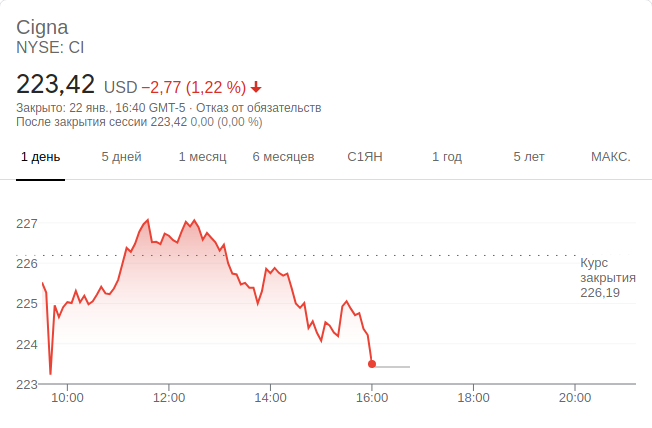 Cigna
NYSE: CI
223,42 USD −2,77 (1,22 %)
Закрыто: 22 янв., 16:40 GMT-5 · Отказ от обязательств
После закрытия сессии 223,42 0,00 (0,00 %)
1 день 5 дней 1 месяц 6 месяцев С1ЯН 1 год 5 лет МАКС.
227
226
225
224
223
Курс
закрытия
226,19
10:00 12:00 14:00 16:00 18:00 20:00